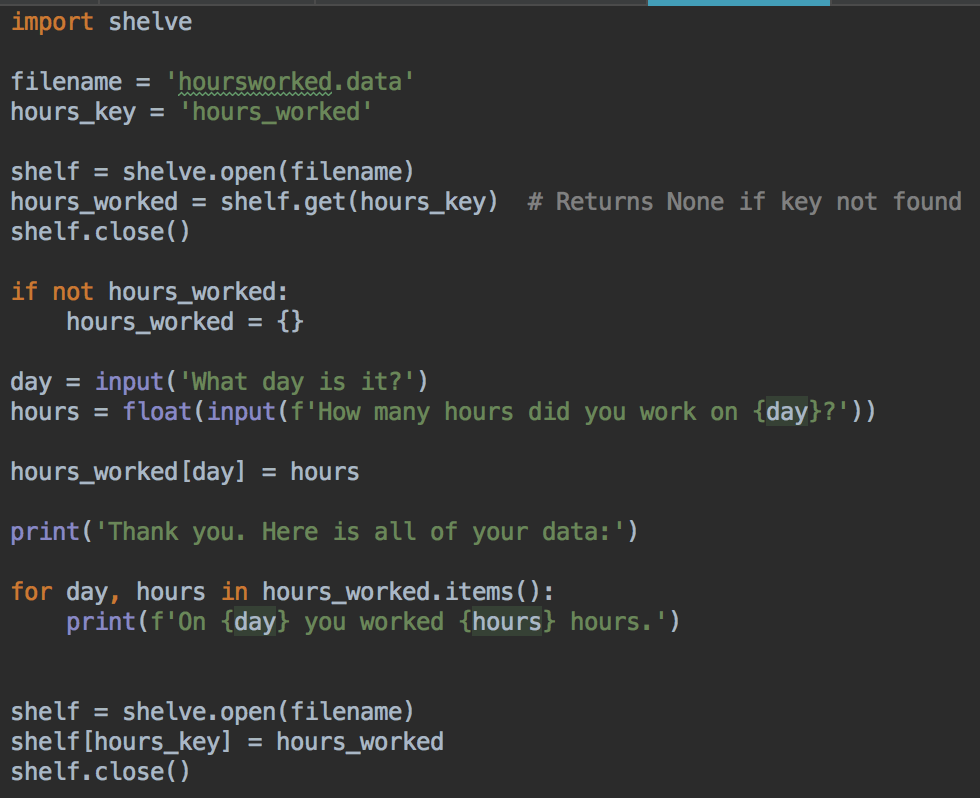 import shelve
filename = 'hoursworked.data'
hours_key = 'hours_worked'
shelf = shelve.open(filename)
hours_worked = shelf.get(hours_key)  # Returns None if key not found
shelf.close()
if not hours_worked:
    hours_worked = {}
day = input('What day is it?')
hours = float(input(f'How many hours did you work on {day}?'))
hours_worked[day] = hours
print('Thank you. Here is all of your data:')
for day, hours in hours_worked.items():
    print(f'On {day} you worked {hours} hours.')
shelf = shelve.open(filename)
shelf[hours_key] = hours_worked
shelf.close()